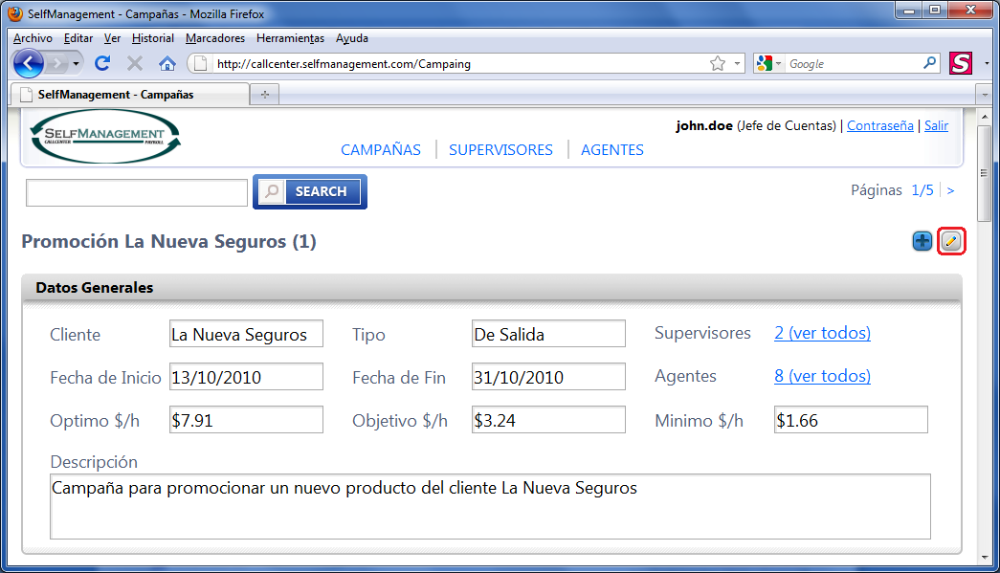 SelfManagement - Campañas - Mozilla Firefox
Archivo Editar Ver Historial Marcadores Herramientas Ayuda
http://callcenter.selfmanagement.com/Campaing
Google
S
SelfManagement - Campañas
SELFMANAGEMENT
CALLCENTER PAYROLL
john.doe (Jefe de Cuentas) | Contraseña | Salir
CAMPAÑAS | SUPERVISORES | AGENTES
SEARCH
Páginas 1/5 | >
Promoción La Nueva Seguros (1)
Datos Generales
Cliente La Nueva Seguros Tipo De Salida Supervisores 2 (ver todos)
Fecha de Inicio 13/10/2010 Fecha de Fin 31/10/2010 Agentes 8 (ver todos)
Optimo $/h $7.91 Objetivo $/h $3.24 Minimo $/h $1.66
Descripción
Campaña para promocionar un nuevo producto del cliente La Nueva Seguros